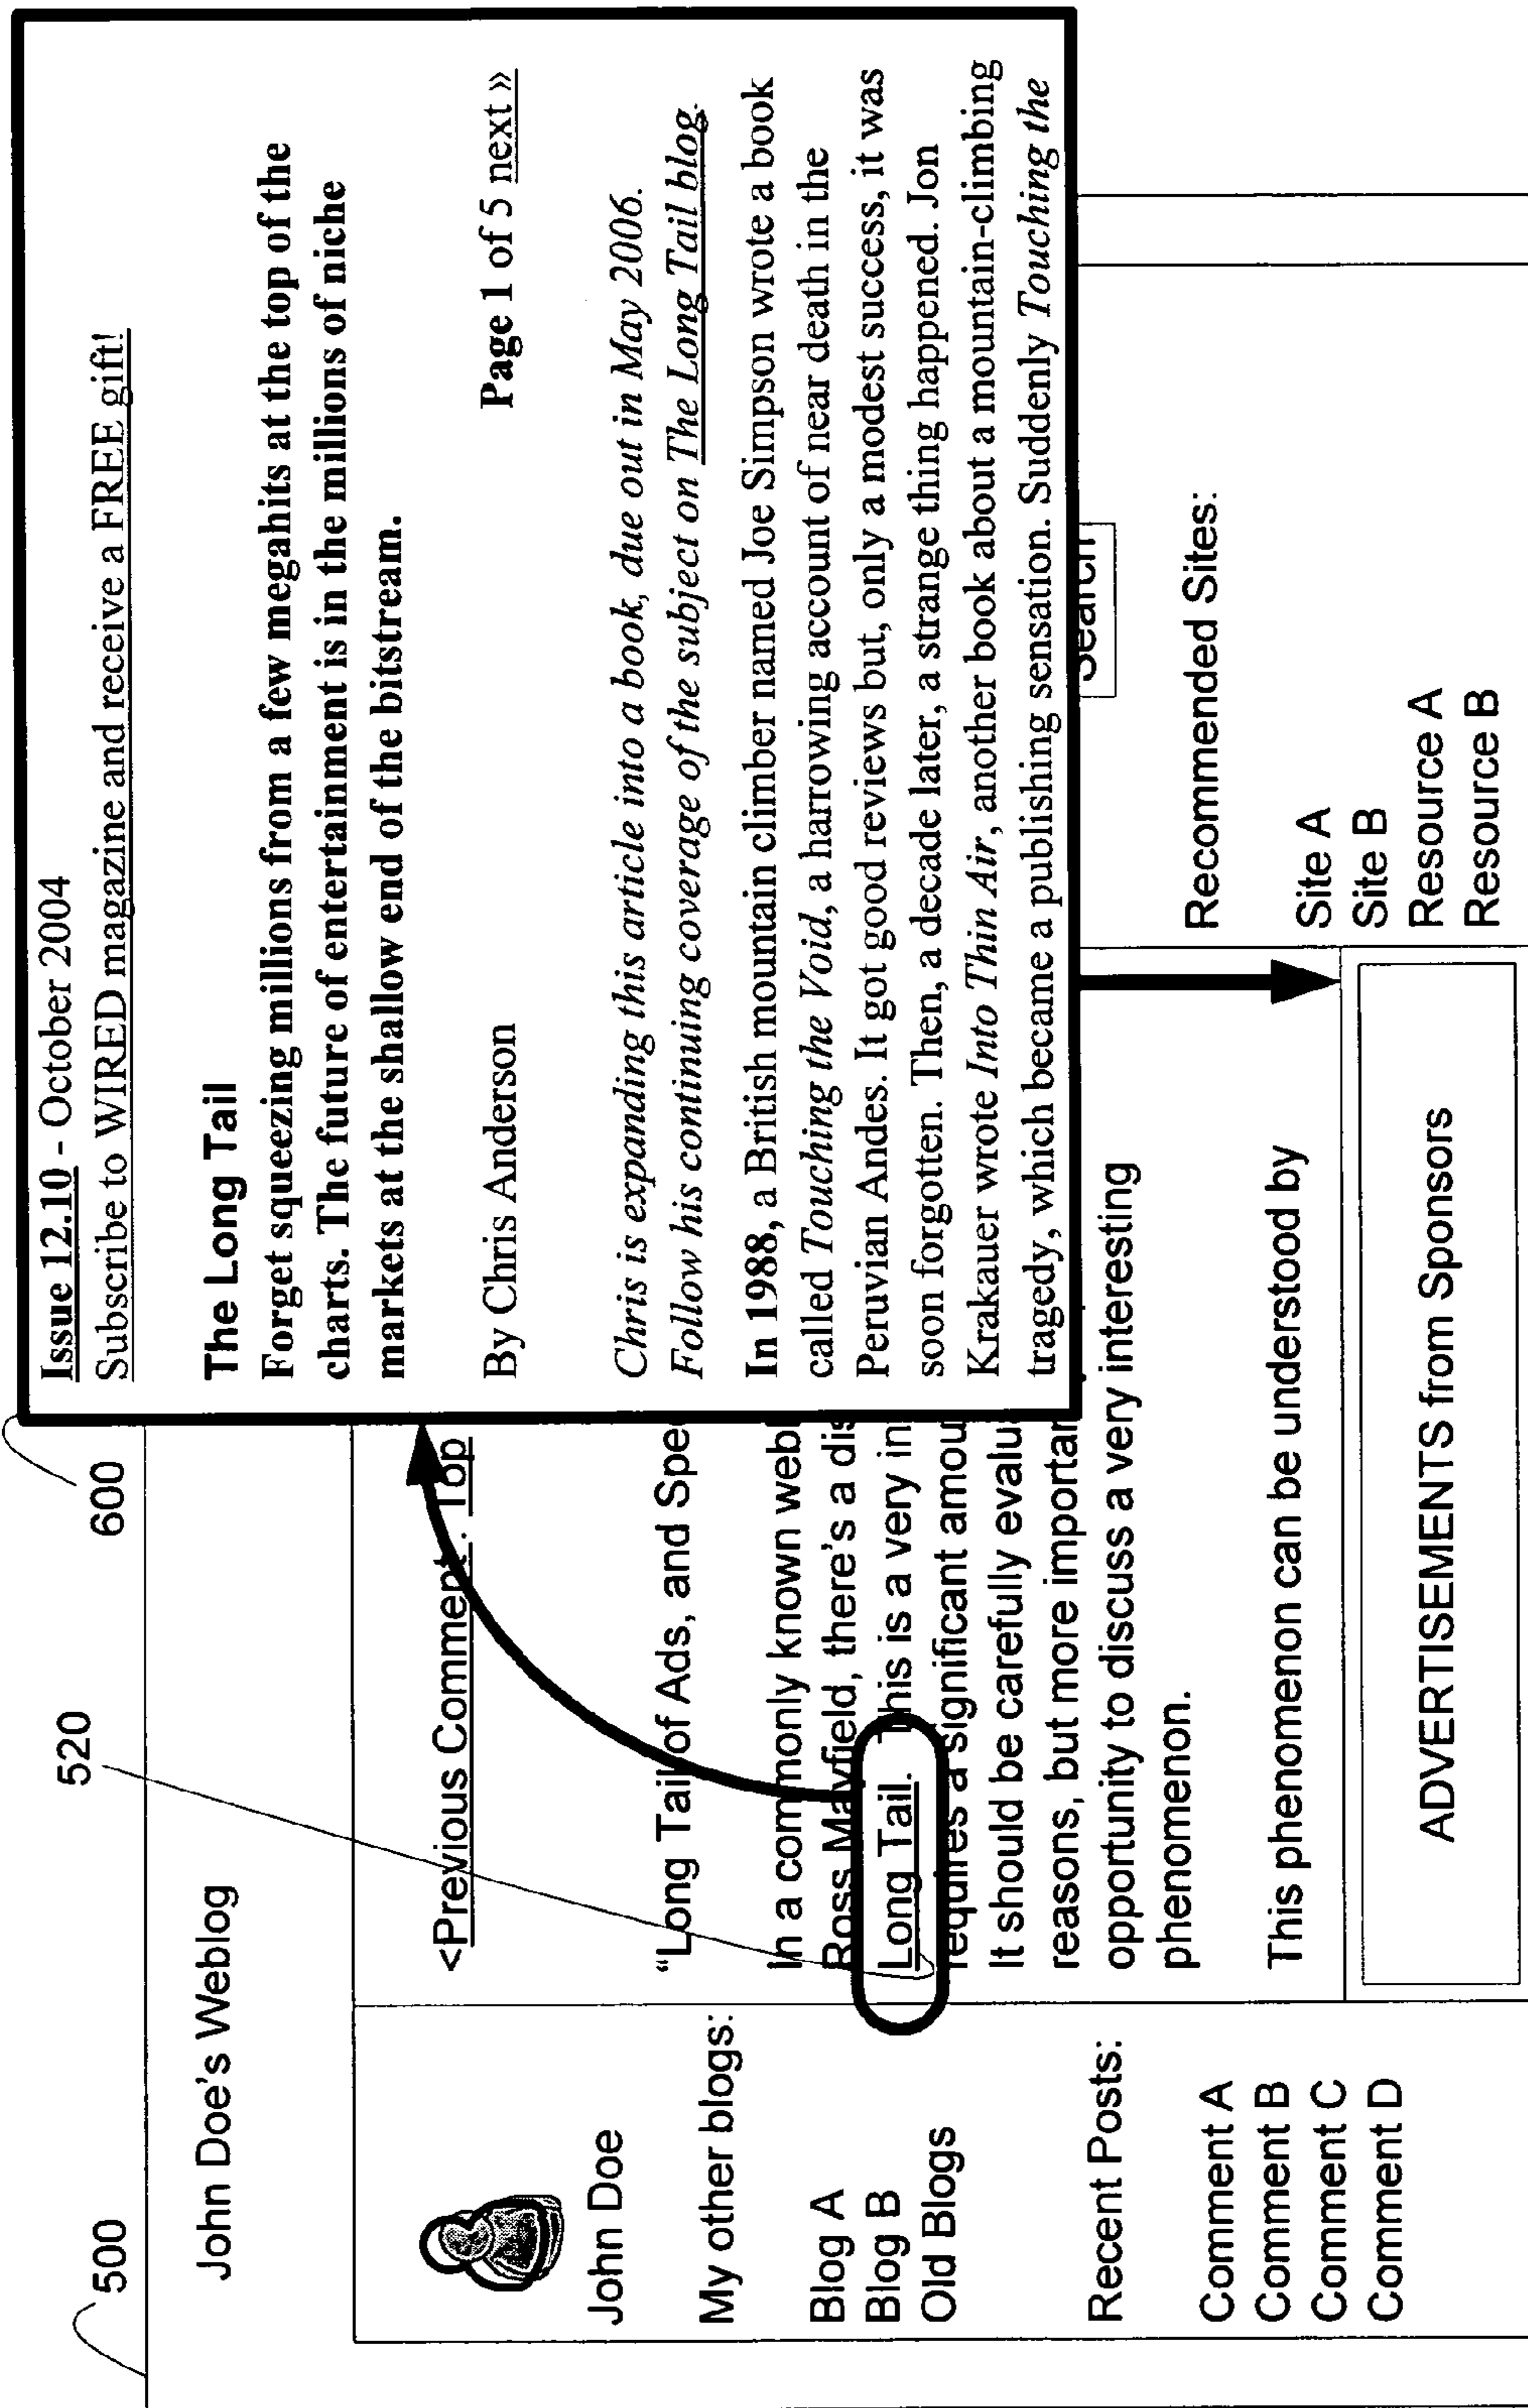 500
520
600
John Doe's Weblog
John Doe
My other blogs:
Blog A
Blog B
Old Blogs
Recent Posts:
Comment A
Comment B
Comment C
Comment D
<Previous Comment . Top
“Long Tail of Ads, and Spe
In a commonly known web
Ross Mayfield, there's a dis
Long Tail. This is a very in
requires a significant amou
It should be carefully evalu
reasons, but more importan
opportunity to discuss a very interesting
phenomenon.
This phenomenon can be understood by
ADVERTISEMENTS from Sponsors
Issue 12.10 - October 2004
Subscribe to WIRED magazine and receive a FREE gift!
The Long Tail
Forget squeezing millions from a few megahits at the top of the
charts. The future of entertainment is in the millions of niche
markets at the shallow end of the bitstream.
By Chris Anderson
Page 1 of 5 next »
Chris is expanding this article into a book, due out in May 2006.
Follow his continuing coverage of the subject on The Long Tail blog.
In 1988, a British mountain climber named Joe Simpson wrote a book
called Touching the Void, a harrowing account of near death in the
Peruvian Andes. It got good reviews but, only a modest success, it was
soon forgotten. Then, a decade later, a strange thing happened. Jon
Krakauer wrote Into Thin Air, another book about a mountain-climbing
tragedy, which became a publishing sensation. Suddenly Touching the
Search
Recommended Sites:
Site A
Site B
Resource A
Resource B